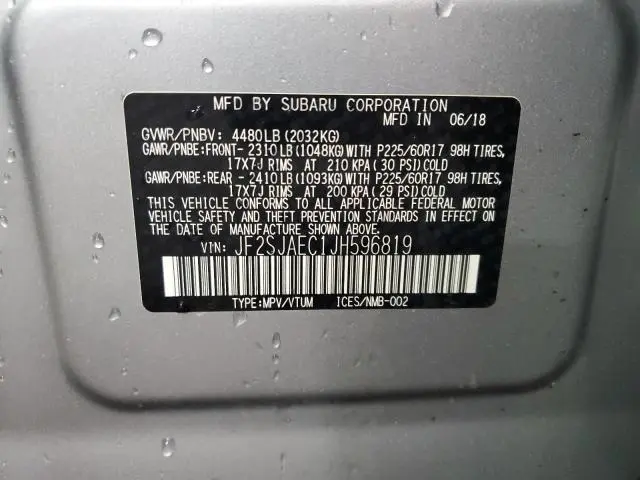 MFD BY SUBARU CORPORATION
MFD IN 06/18
GVWR/PNBV: 4480LB(2032KG)
GAWR/PNBE:FRONT- 2310LB(1048KG)WITH P225/60R17 98H TIRES,
17X7J RIMS AT 210 KPA(30 PSI)COLD
GAWR/PNBE:REAR - 2410LB(1093KG)WITH P225/60R17 98H TIRES,
17X7J RIMS AT 200 KPA(29 PSI)COLD
THIS VEHICLE CONFORMS TO ALL APPLICABLE FEDERAL MOTOR
VEHICLE SAFETY AND THEFT PREVENTION STANDARDS IN EFFECT ON
THE DATE OF MANUFACTURE SHOWN ABOVE.
VIN: JF2SJAEC1JH596819
TYPE:MPV/VTUM ICES/NMB-002